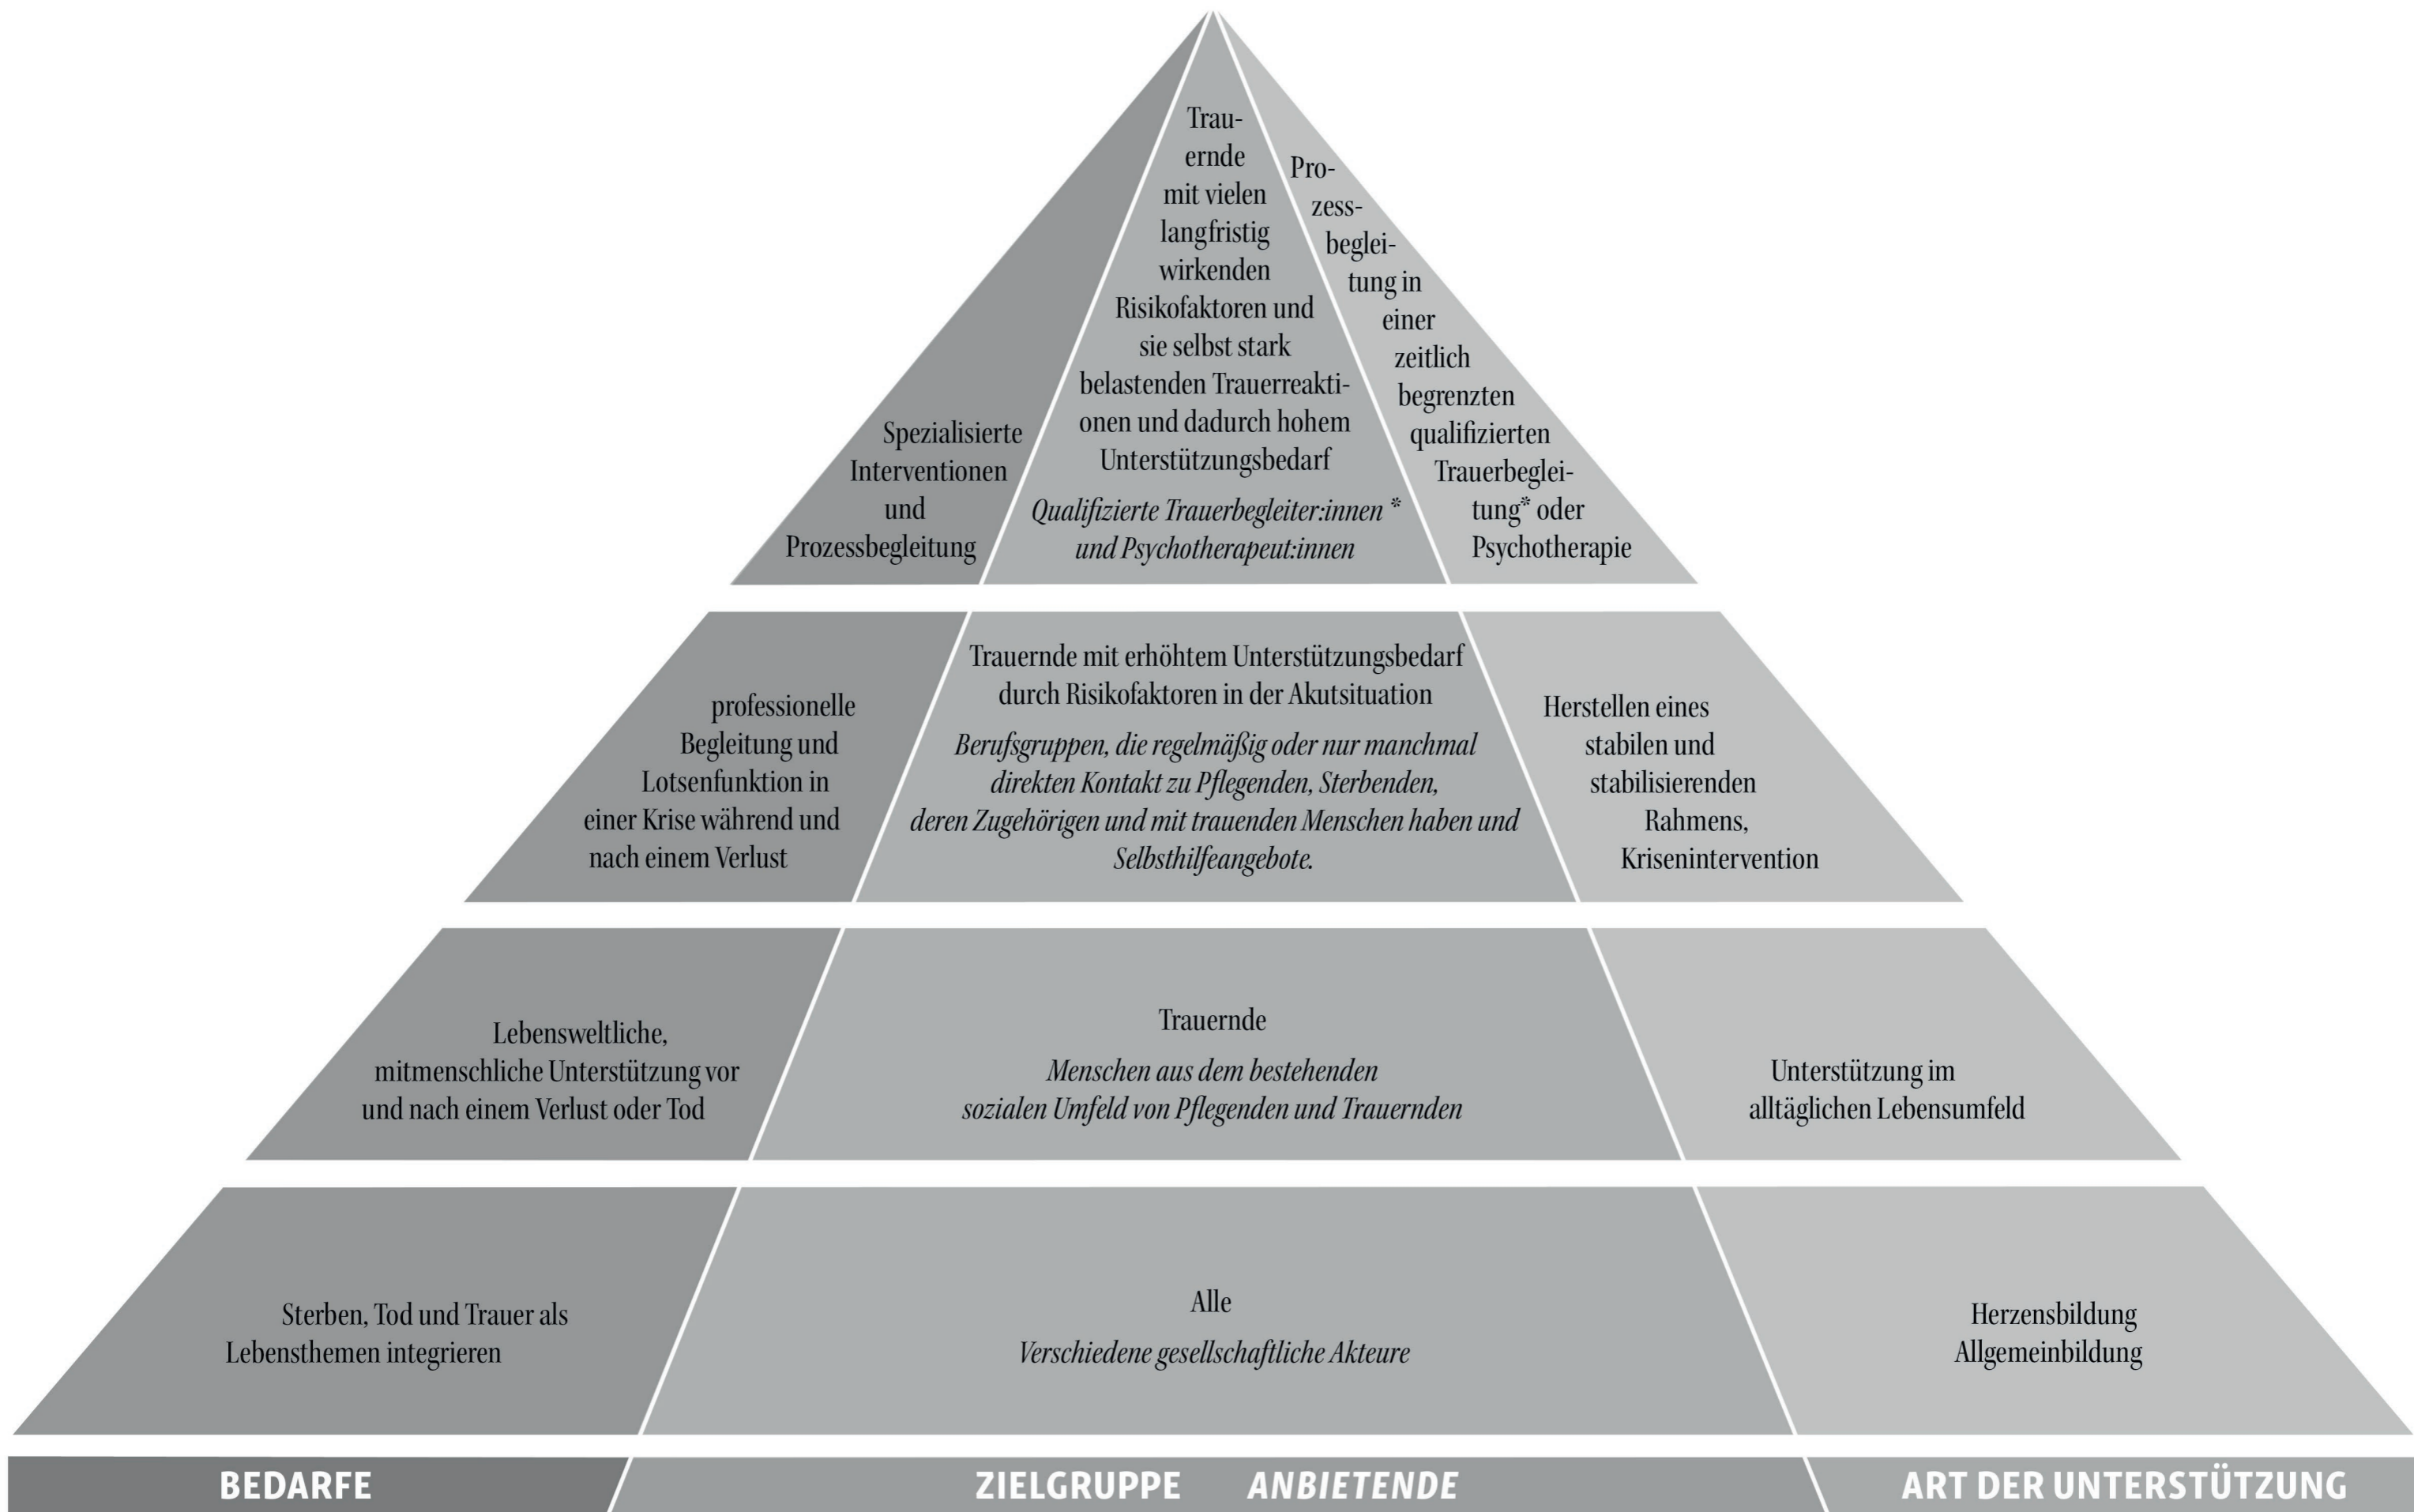 Spezialisierte
Interventionen
und
Prozessbegleitung
Trau-
ernde
mit vielen
langfristig
wirkenden
Risikofaktoren und
sie selbst stark
belastenden Trauerreakti-
onen und dadurch hohem
Unterstützungsbedarf
Qualifizierte Trauerbegleiter:innen *
und Psychotherapeut:innen
Pro-
zess-
beglei-
tung in
einer
zeitlich
begrenzten
qualifizierten
Trauerbeglei-
tung* oder
Psychotherapie
professionelle
Begleitung und
Lotsenfunktion in
einer Krise während und
nach einem Verlust
Trauernde mit erhöhtem Unterstützungsbedarf
durch Risikofaktoren in der Akutsituation
Berufsgruppen, die regelmäßig oder nur manchmal
direkten Kontakt zu Pflegenden, Sterbenden,
deren Zugehörigen und mit trauenden Menschen haben und
Selbsthilfeangebote.
Herstellen eines
stabilen und
stabilisierenden
Rahmens,
Krisenintervention
Lebensweltliche,
mitmenschliche Unterstützung vor
und nach einem Verlust oder Tod
Trauernde
Menschen aus dem bestehenden
sozialen Umfeld von Pflegenden und Trauernden
Unterstützung im
alltäglichen Lebensumfeld
Sterben, Tod und Trauer als
Lebensthemen integrieren
Alle
Verschiedene gesellschaftliche Akteure
Herzensbildung
Allgemeinbildung
BEDARFE
ZIELGRUPPE ANBIETENDE
ART DER UNTERSTÜTZUNG